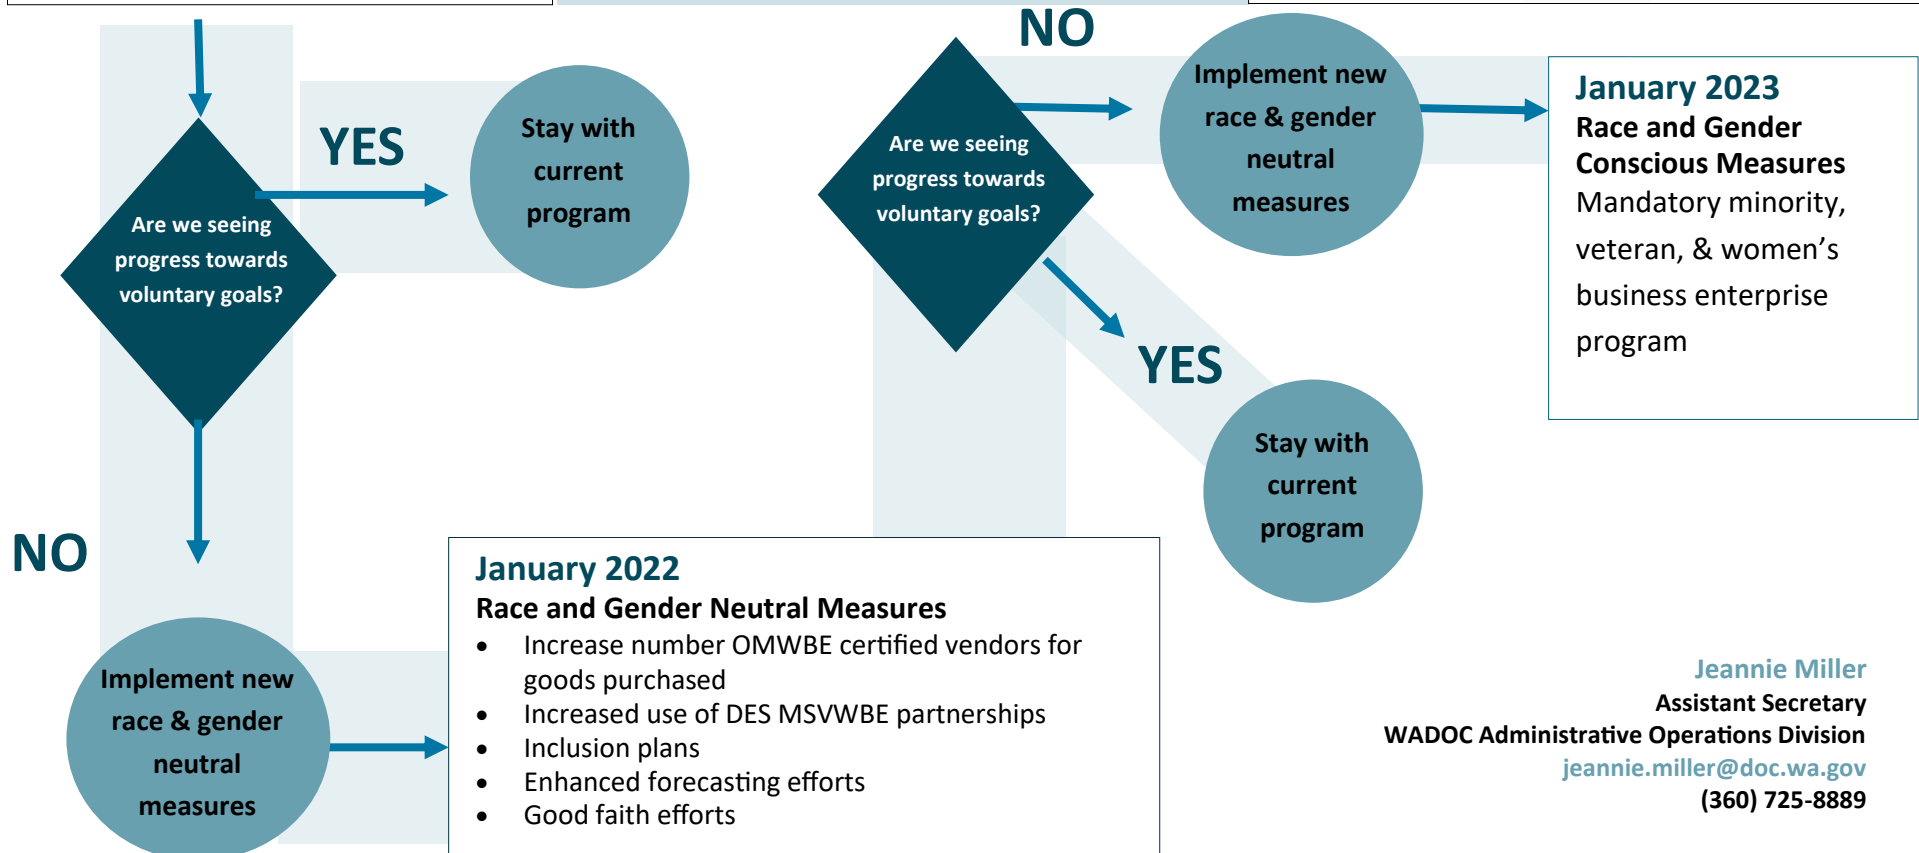 Are we seeing
progress towards
voluntary goals?
YES
Stay with
current
program
NO
Implement new
race & gender
neutral
measures
January 2022
Race and Gender Neutral Measures
• Increase number OMWBE certified vendors for
goods purchased
• Increased use of DES MSVWBE partnerships
• Inclusion plans
• Enhanced forecasting efforts
• Good faith efforts
Are we seeing
progress towards
voluntary goals?
NO
Implement new
race & gender
neutral
measures
YES
Stay with
current
program
January 2023
Race and Gender
Conscious Measures
Mandatory minority,
veteran, & women’s
business enterprise
program
Jeannie Miller
Assistant Secretary
WADOC Administrative Operations Division
jeannie.miller@doc.wa.gov
(360) 725-8889